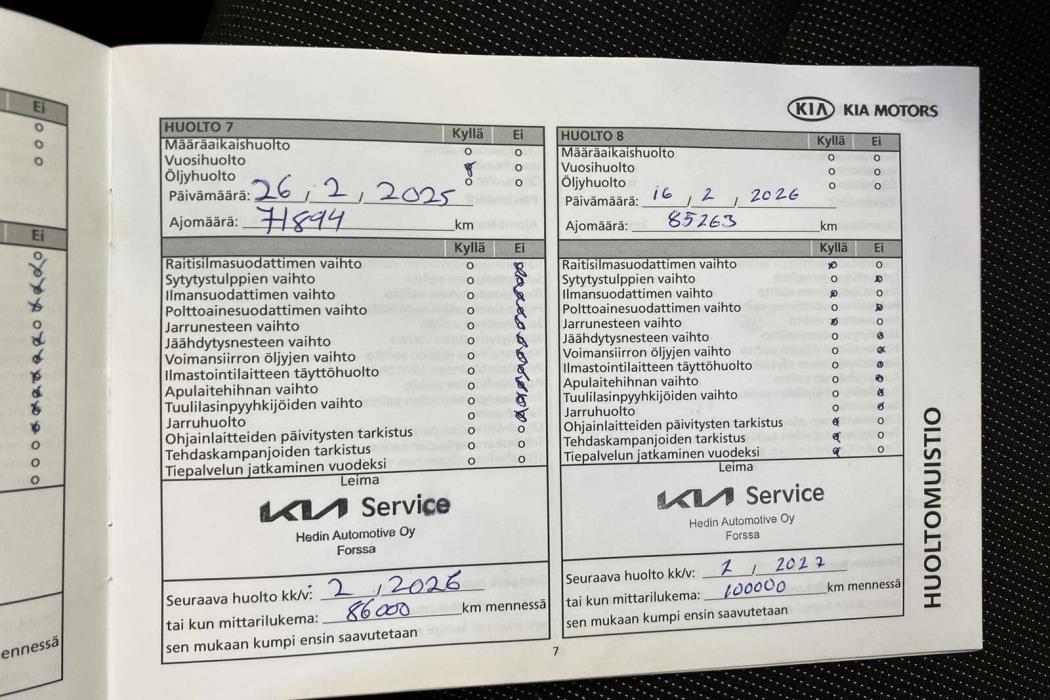 Ei
Ei
ennessä
KIA KIA MOTORS
HUOLTO 7 Kyllä Ei
Määräaikaishuolto
Vuosihuolto
Öljyhuolto
Päivämäärä: 26 / 2 / 2025
Ajomäärä: 71894 km
Kyllä Ei
Raitisilmasuodattimen vaihto
Sytytystulppien vaihto
Ilmansuodattimen vaihto
Polttoainesuodattimen vaihto
Jarrunesteen vaihto
Jäähdytysnesteen vaihto
Voimansiirron öljyjen vaihto
Ilmastointilaitteen täyttöhuolto
Apulaitehihnan vaihto
Tuulilasinpyyhkijöiden vaihto
Jarruhuolto
Ohjainlaitteiden päivitysten tarkistus
Tehdaskampanjoiden tarkistus
Tiepalvelun jatkaminen vuodeksi
Leima
KIA Service
Hedin Automotive Oy
Forssa
Seuraava huolto kk/v: 2 / 2026
tai kun mittarilukema: 86000 km mennessä
sen mukaan kumpi ensin saavutetaan
HUOLTO 8 Kyllä Ei
Määräaikaishuolto
Vuosihuolto
Öljyhuolto
Päivämäärä: 16 / 2 / 2026
Ajomäärä: 85263 km
Kyllä Ei
Raitisilmasuodattimen vaihto
Sytytystulppien vaihto
Ilmansuodattimen vaihto
Polttoainesuodattimen vaihto
Jarrunesteen vaihto
Jäähdytysnesteen vaihto
Voimansiirron öljyjen vaihto
Ilmastointilaitteen täyttöhuolto
Apulaitehihnan vaihto
Tuulilasinpyyhkijöiden vaihto
Jarruhuolto
Ohjainlaitteiden päivitysten tarkistus
Tehdaskampanjoiden tarkistus
Tiepalvelun jatkaminen vuodeksi
Leima
KIA Service
Hedin Automotive Oy
Forssa
Seuraava huolto kk/v: 2 / 2027
tai kun mittarilukema: 100000 km mennessä
sen mukaan kumpi ensin saavutetaan
HUOLTOMUISTIO
7